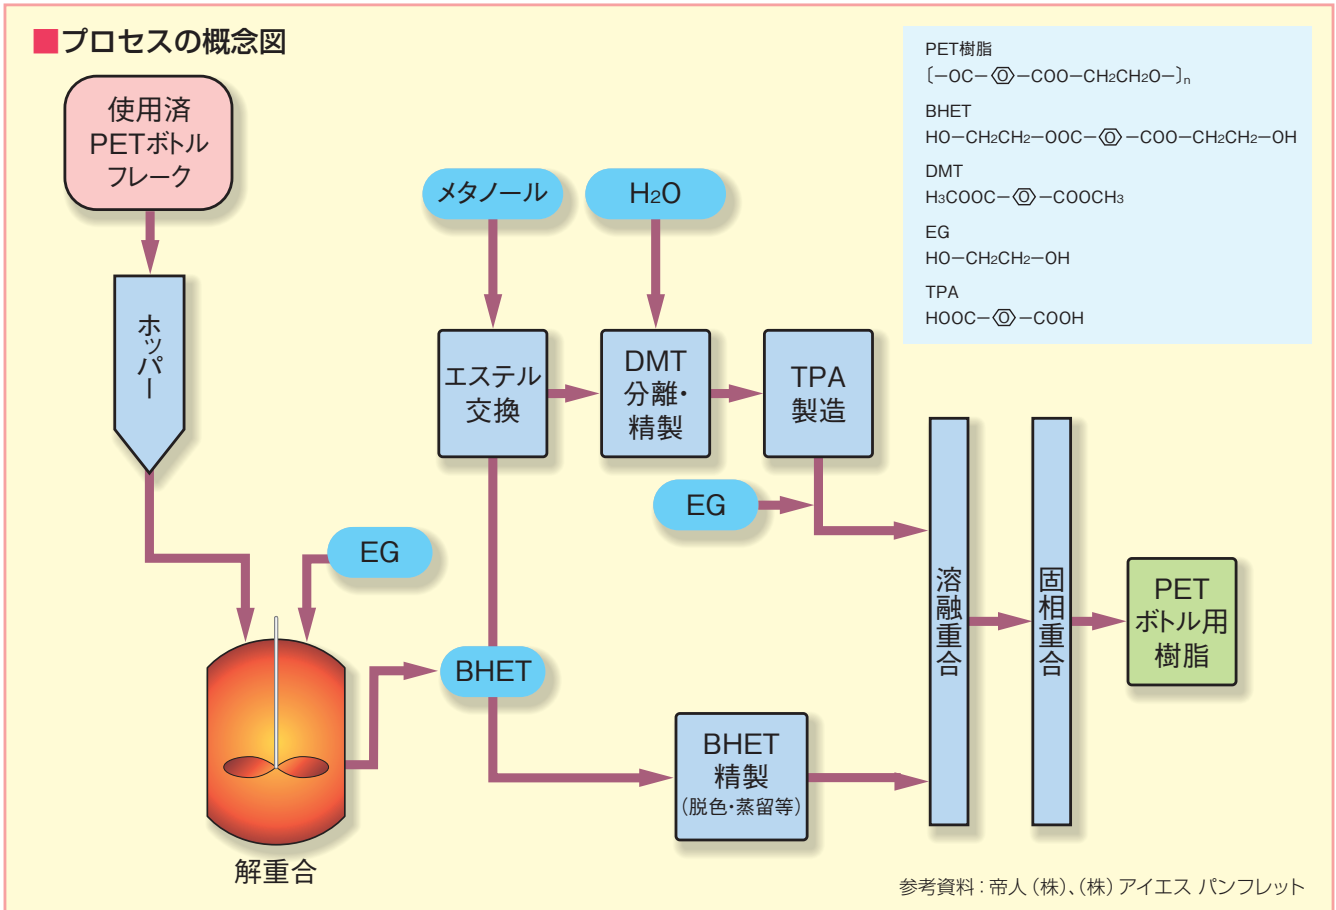 ■プロセスの概念図
使用済
PETボトル
フレーク
ホッパー
EG
解重合
メタノール
H₂O
エステル
交換
DMT
分離・
精製
TPA
製造
EG
BHET
BHET
精製
(脱色・蒸留等)
溶融重合
固相重合
PET
ボトル用
樹脂
PET樹脂
〔−OC−⌬−COO−CH₂CH₂O−〕n
BHET
HO−CH₂CH₂−OOC−⌬−COO−CH₂CH₂−OH
DMT
H₃COOC−⌬−COOCH₃
EG
HO−CH₂CH₂−OH
TPA
HOOC−⌬−COOH
参考資料:帝人(株)、(株)アイエス パンフレット